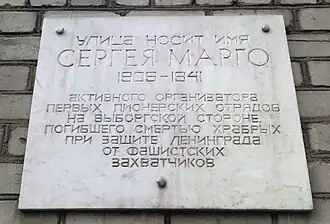 УЛИЦА НОСИТ ИМЯ
СЕРГЕЯ МАРГО
1905-1941
АКТИВНОГО ОРГАНИЗАТОРА
ПЕРВЫХ ПИОНЕРСКИХ ОТРЯДОВ
НА ВЫБОРГСКОЙ СТОРОНЕ,
ПОГИБШЕГО СМЕРТЬЮ ХРАБРЫХ
ПРИ ЗАЩИТЕ ЛЕНИНГРАДА
ОТ ФАШИСТСКИХ
ЗАХВАТЧИКОВ